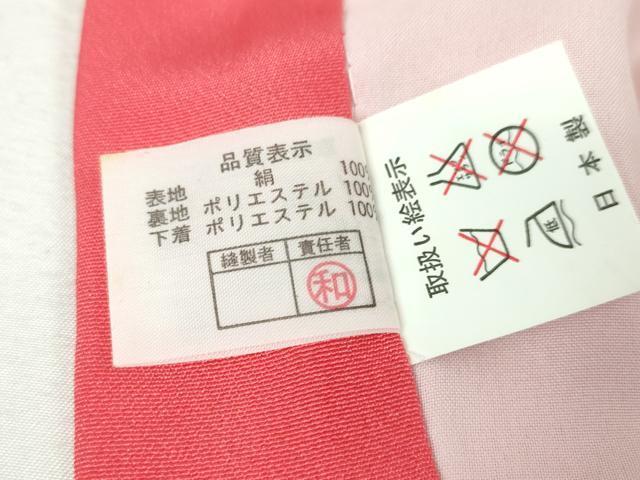 品質表示
表地 絹 100%
裏地 ポリエステル 100%
下着 ポリエステル 100%
縫製者 責任者
和
取扱い絵表示
日本製